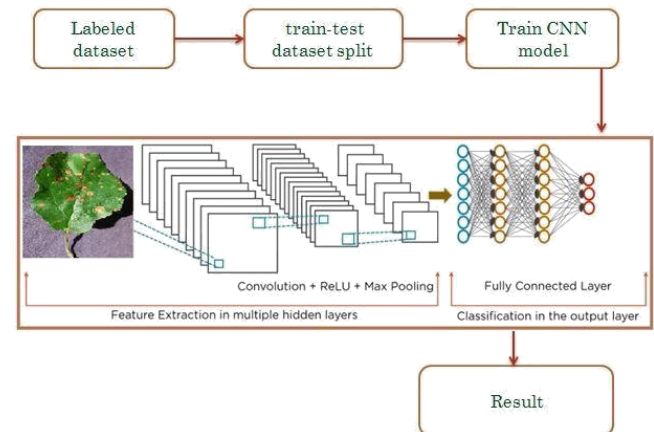 Labeled
dataset
train-test
dataset split
Train CNN
model
Convolution + ReLU + Max Pooling
Fully Connected Layer
Feature Extraction in multiple hidden layers
Classification in the output layer
Result